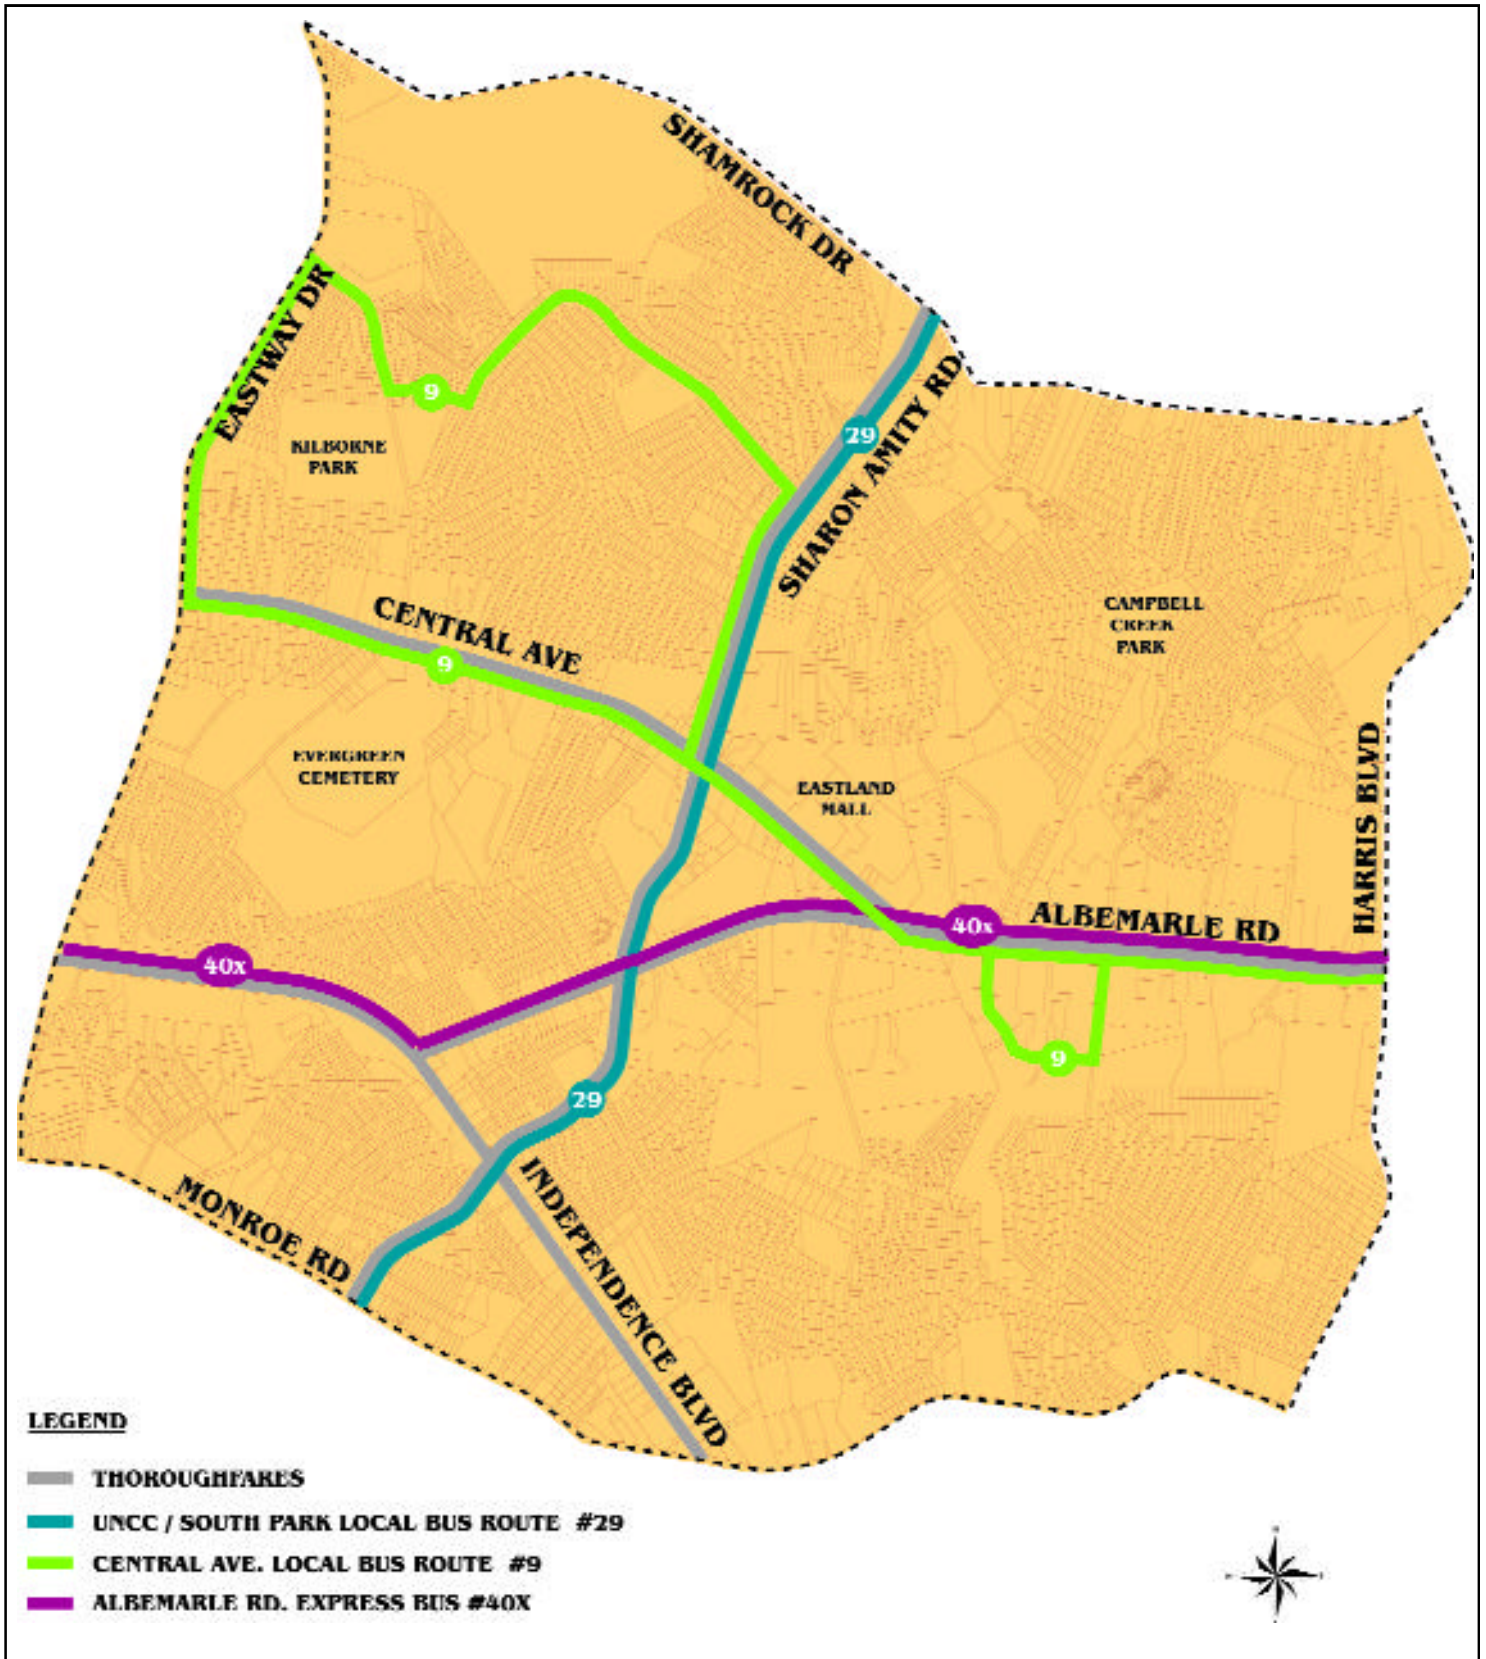 SHAMROCK DR
EASTWAY DR
9
29
SHARON AMITY RD
KILBORNE
PARK
CENTRAL AVE
9
CAMPBELL
CREEK
PARK
EVERGREEN
CEMETERY
EASTLAND
MALL
HARRIS BLVD
40x
ALBEMARLE RD
40x
9
29
MONROE RD
INDEPENDENCE BLVD
LEGEND
THOROUGHFARES
UNCC / SOUTH PARK LOCAL BUS ROUTE #29
CENTRAL AVE. LOCAL BUS ROUTE #9
ALBEMARLE RD. EXPRESS BUS #40X